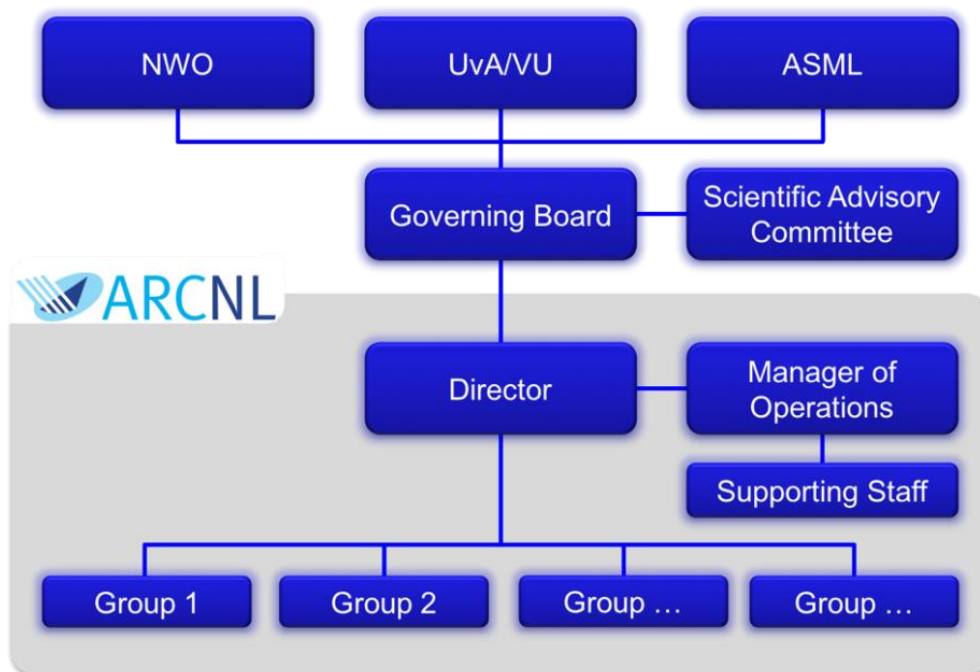 NWO
UvA/VU
ASML
Governing Board
Scientific Advisory
Committee
ARCNL
Director
Manager of
Operations
Supporting Staff
Group 1
Group 2
Group ...
Group ...